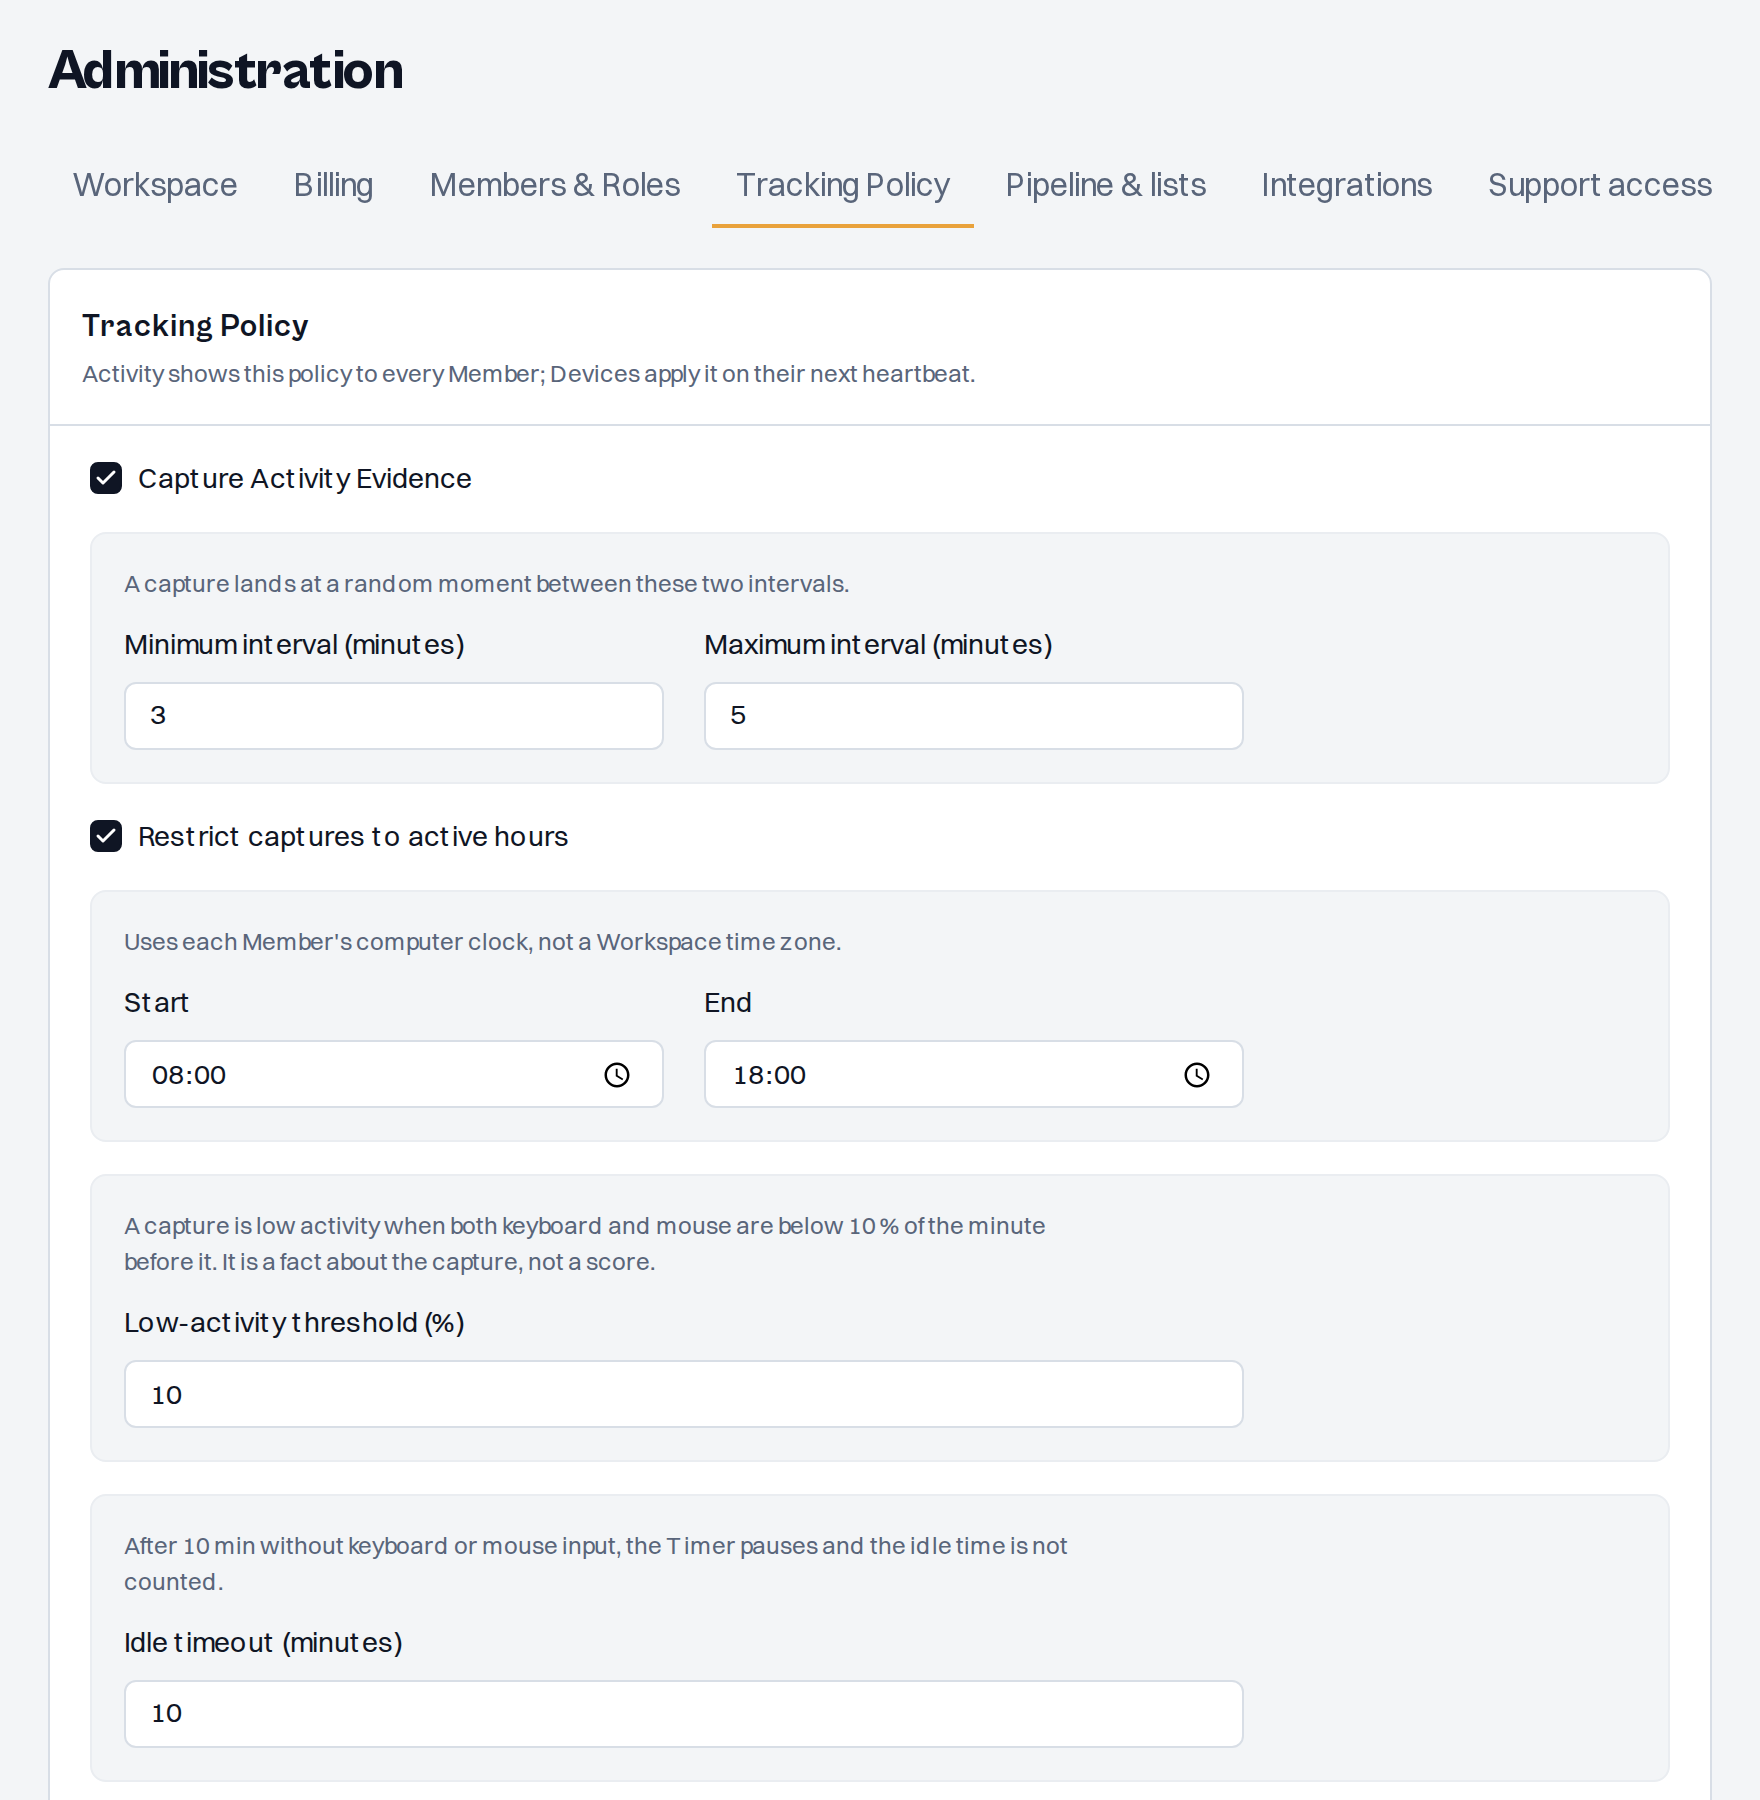 Administration
Workspace Billing Members & Roles Tracking Policy Pipeline & lists Integrations Support access
Tracking Policy
Activity shows this policy to every Member; Devices apply it on their next heartbeat.
Capture Activity Evidence
A capture lands at a random moment between these two intervals.
Minimum interval (minutes) Maximum interval (minutes)
3 5
Restrict captures to active hours
Uses each Member's computer clock, not a Workspace time zone.
Start End
08:00 18:00
A capture is low activity when both keyboard and mouse are below 10% of the minute
before it. It is a fact about the capture, not a score.
Low-activity threshold (%)
10
After 10 min without keyboard or mouse input, the Timer pauses and the idle time is not
counted.
Idle timeout (minutes)
10